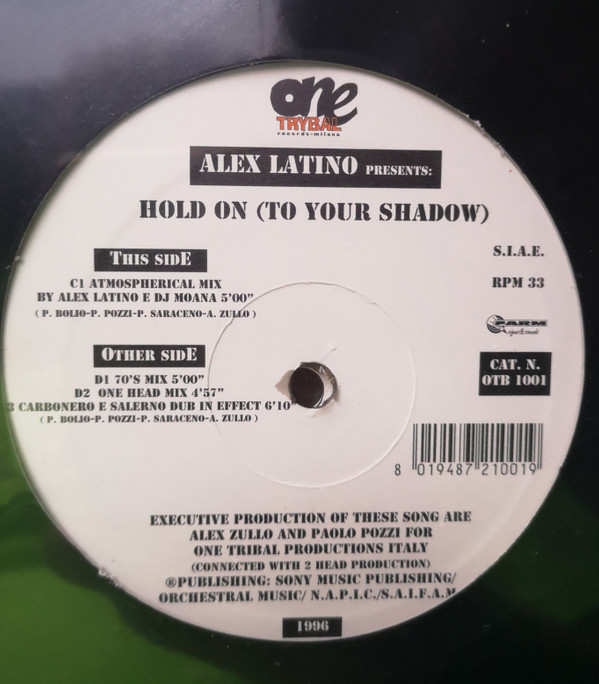 one
TRYBAL
records-milano
ALEX LATINO PRESENTS:
HOLD ON (TO YOUR SHADOW)
THIS SIDE
C1 ATMOSPHERICAL MIX
BY ALEX LATINO E DJ MOANA 5'00"
( P. BOLIO-P. POZZI-P. SARACENO-A. ZULLO )
S.I.A.E.
RPM 33
FARM
OTHER SIDE
D1 70'S MIX 5'00"
D2 ONE HEAD MIX 4'57"
3 CARBONERO E SALERNO DUB IN EFFECT 6'10"
( P. BOLIO-P. POZZI-P. SARACENO-A. ZULLO )
CAT. N.
OTB 1001
8 019487 210019
EXECUTIVE PRODUCTION OF THESE SONG ARE
ALEX ZULLO AND PAOLO POZZI FOR
ONE TRIBAL PRODUCTIONS ITALY
(CONNECTED WITH 2 HEAD PRODUCTION)
®PUBLISHING: SONY MUSIC PUBLISHING/
ORCHESTRAL MUSIC/ N.A.P.I.C./S.A.I.F.A.M
1996